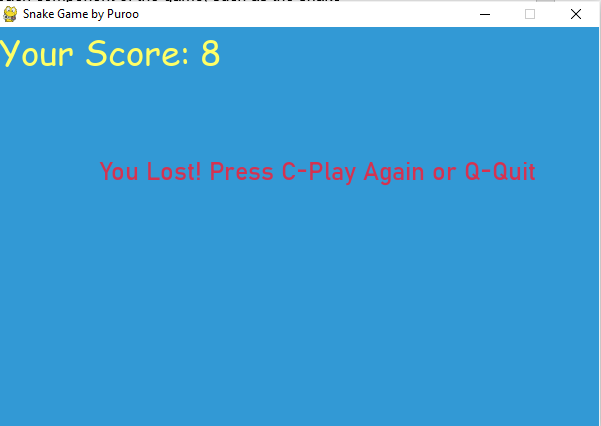 Snake Game by Puroo
Your Score: 8
You Lost! Press C-Play Again or Q-Quit